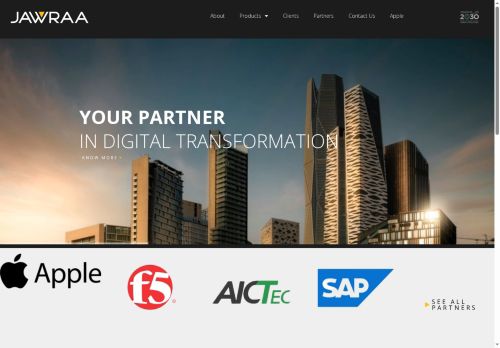 JAWRAA
About
Products
Clients
Partners
Contact Us
Apple
2030
YOUR PARTNER
IN DIGITAL TRANSFORMATION
KNOW MORE
Apple
f5
AICTEC
SAP
SEE ALL
PARTNERS